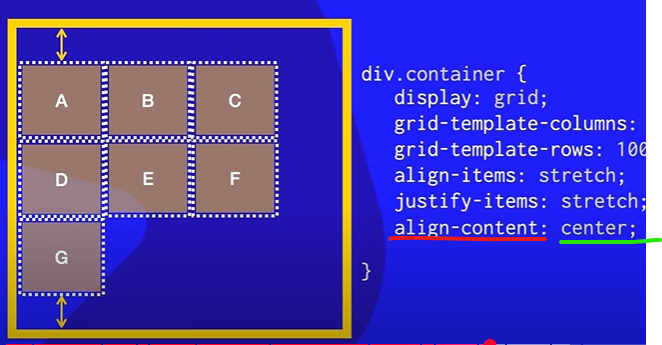 A B C
D E F
G
div.container {
display: grid;
grid-template-columns:
grid-template-rows: 100
align-items: stretch;
justify-items: stretch;
align-content: center;
}